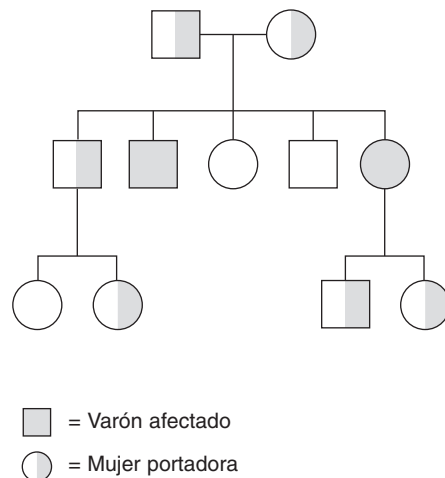 = Varón afectado
= Mujer portadora